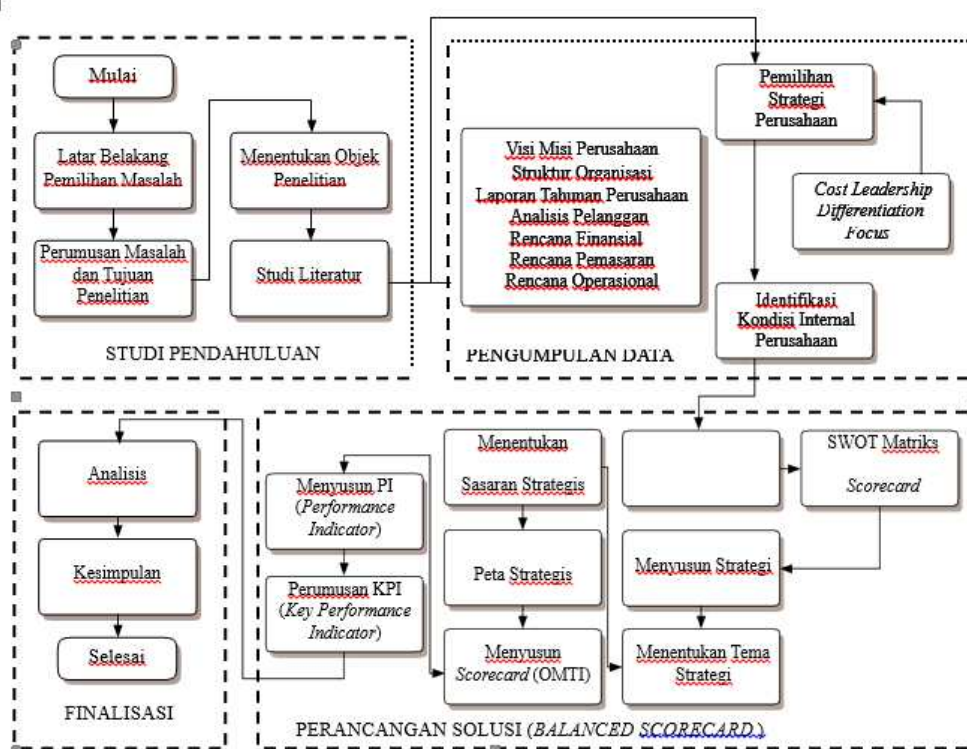 Mulai
Latar Belakang
Pemilihan Masalah
Perumusan Masalah
dan Tujuan
Penelitian
Menentukan Objek
Penelitian
Studi Literatur
STUDI PENDAHULUAN
Visi Misi Perusahaan
Struktur Organisasi
Laporan Tahuman Perusahaan
Analisis Pelanggan
Rencana Finansial
Rencana Pemasaran
Rencana Operasional
Pemilihan
Strategi
Perusahaan
Cost Leadership
Differentiation
Focus
Identifikasi
Kondisi Internal
Perusahaan
PENGUMPULAN DATA
SWOT Matriks
Scorecard
Menyusun Strategi
Menentukan Tema
Strategi
Menentukan
Sasaran Strategis
Peta Strategis
Menyusun
Scorecard (OMTI)
Menyusun PI
(Performance
Indicator)
Perumusan KPI
(Key Performance
Indicator)
PERANCANGAN SOLUSI (BALANCED SCORECARD )
Analisis
Kesimpulan
Selesai
FINALISASI